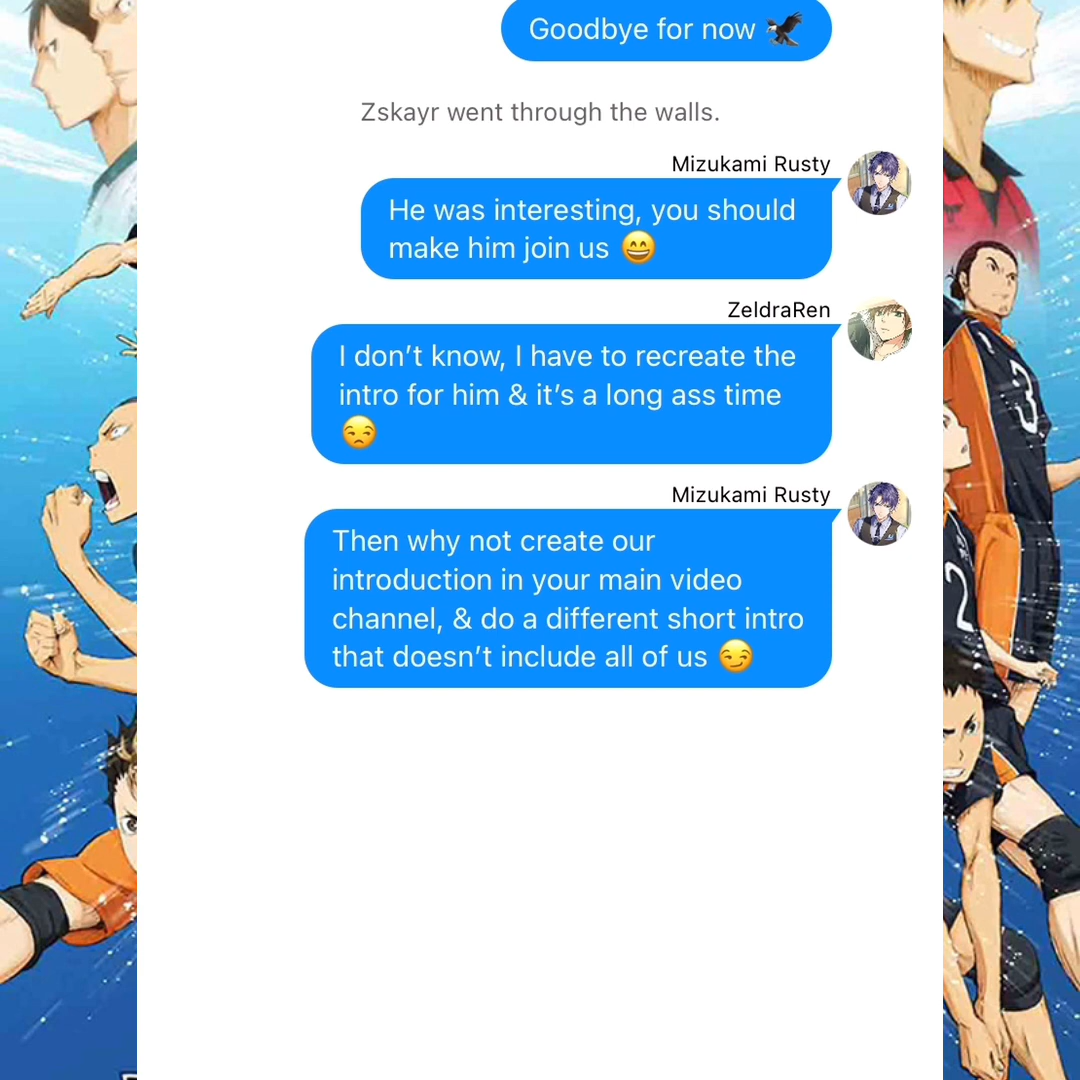 Goodbye for now 🦅
Zskayr went through the walls.
Mizukami Rusty
He was interesting, you should
make him join us 😄
ZeldraRen
I don’t know, I have to recreate the
intro for him & it’s a long ass time
😒
Mizukami Rusty
Then why not create our
introduction in your main video
channel, & do a different short intro
that doesn’t include all of us 😏
3
2